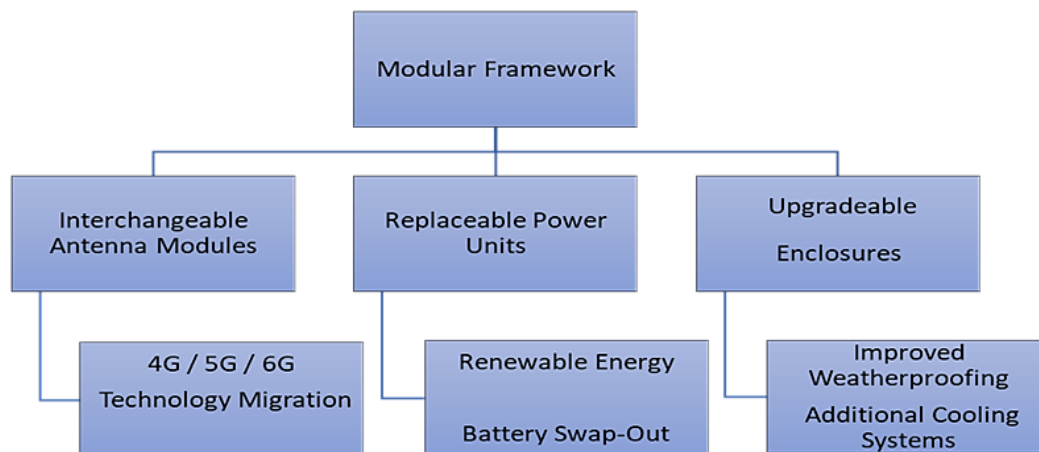 Modular Framework
Interchangeable
Antenna Modules
Replaceable Power
Units
Upgradeable
Enclosures
4G / 5G / 6G
Technology Migration
Renewable Energy
Battery Swap-Out
Improved
Weatherproofing
Additional Cooling
Systems